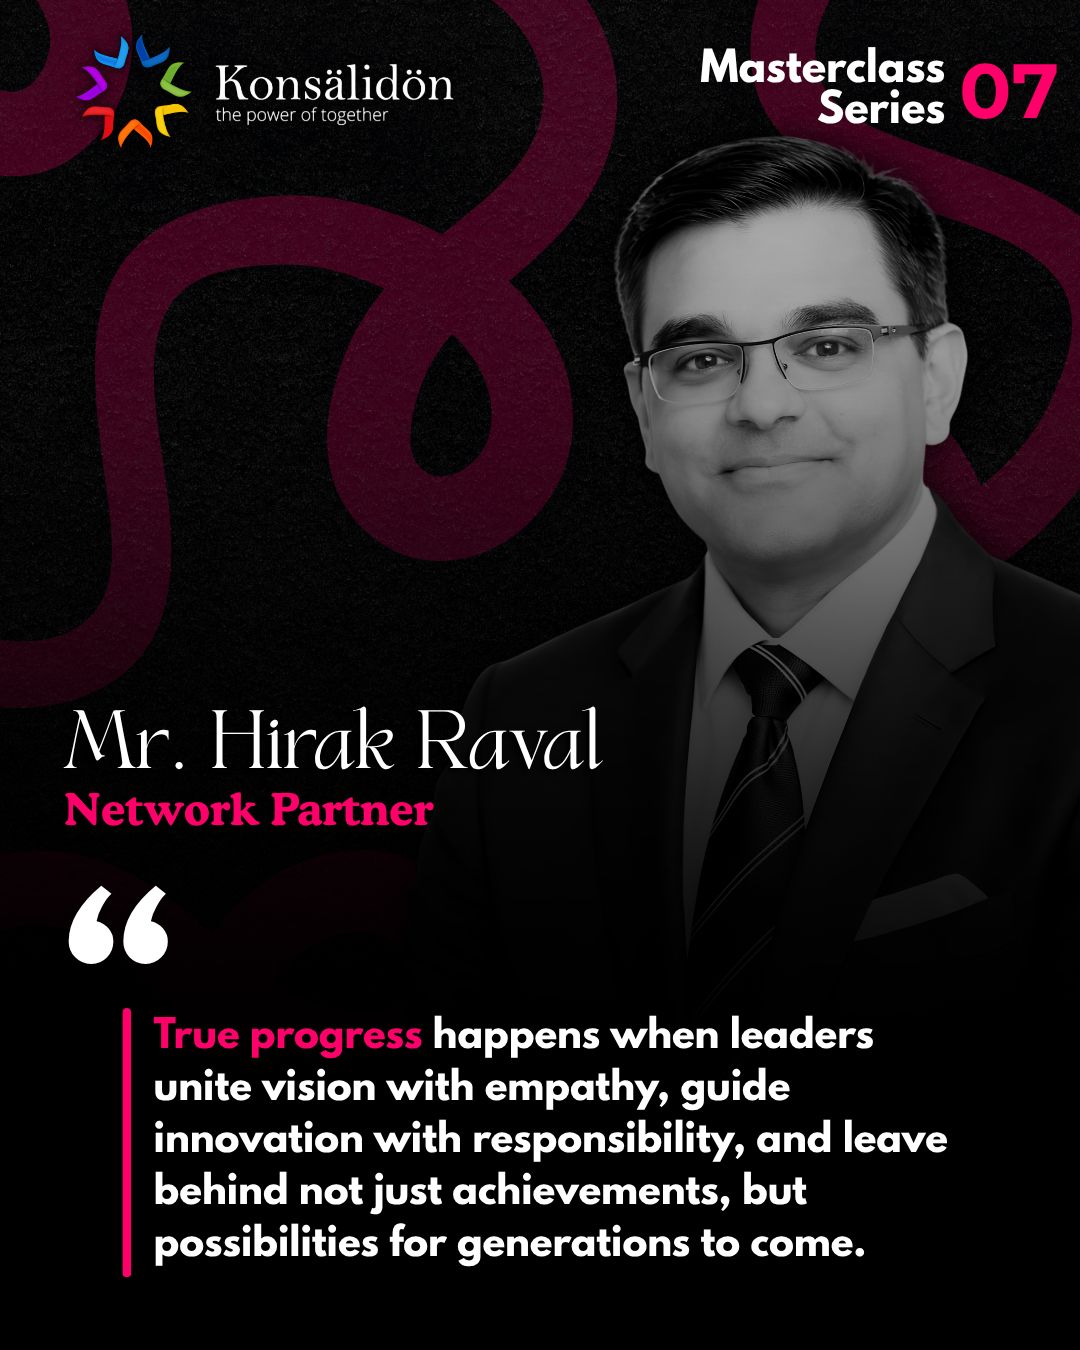 Konsälidön
the power of together
Masterclass
Series 07
Mr. Hirak Raval
Network Partner
“
True progress happens when leaders
unite vision with empathy, guide
innovation with responsibility, and leave
behind not just achievements, but
possibilities for generations to come.